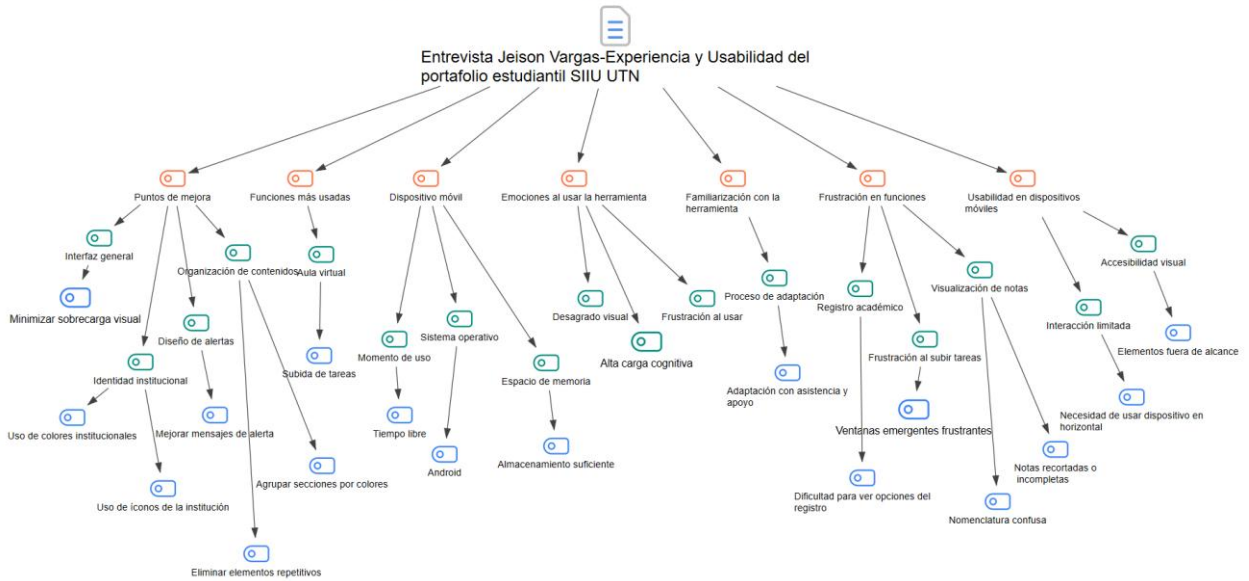 Entrevista Jeison Vargas-Experiencia y Usabilidad del
portafolio estudiantil SIIU UTN
Puntos de mejora
Funciones más usadas
Dispositivo móvil
Emociones al usar la herramienta
Familiarización con la
herramienta
Frustración en funciones
Usabilidad en dispositivos
móviles
Interfaz general
Organización de contenidos
Aula virtual
Accesibilidad visual
Minimizar sobrecarga visual
Diseño de alertas
Desagrado visual
Frustración al usar
Proceso de adaptación
Registro académico
Visualización de notas
Interacción limitada
Elementos fuera de alcance
Identidad institucional
Subida de tareas
Momento de uso
Sistema operativo
Espacio de memoria
Alta carga cognitiva
Frustración al subir tareas
Adaptación con asistencia y
apoyo
Uso de colores institucionales
Mejorar mensajes de alerta
Tiempo libre
Ventanas emergentes frustrantes
Necesidad de usar dispositivo en
horizontal
Uso de íconos de la institución
Agrupar secciones por colores
Android
Almacenamiento suficiente
Notas recortadas o
incompletas
Dificultad para ver opciones del
registro
Nomenclatura confusa
Eliminar elementos repetitivos